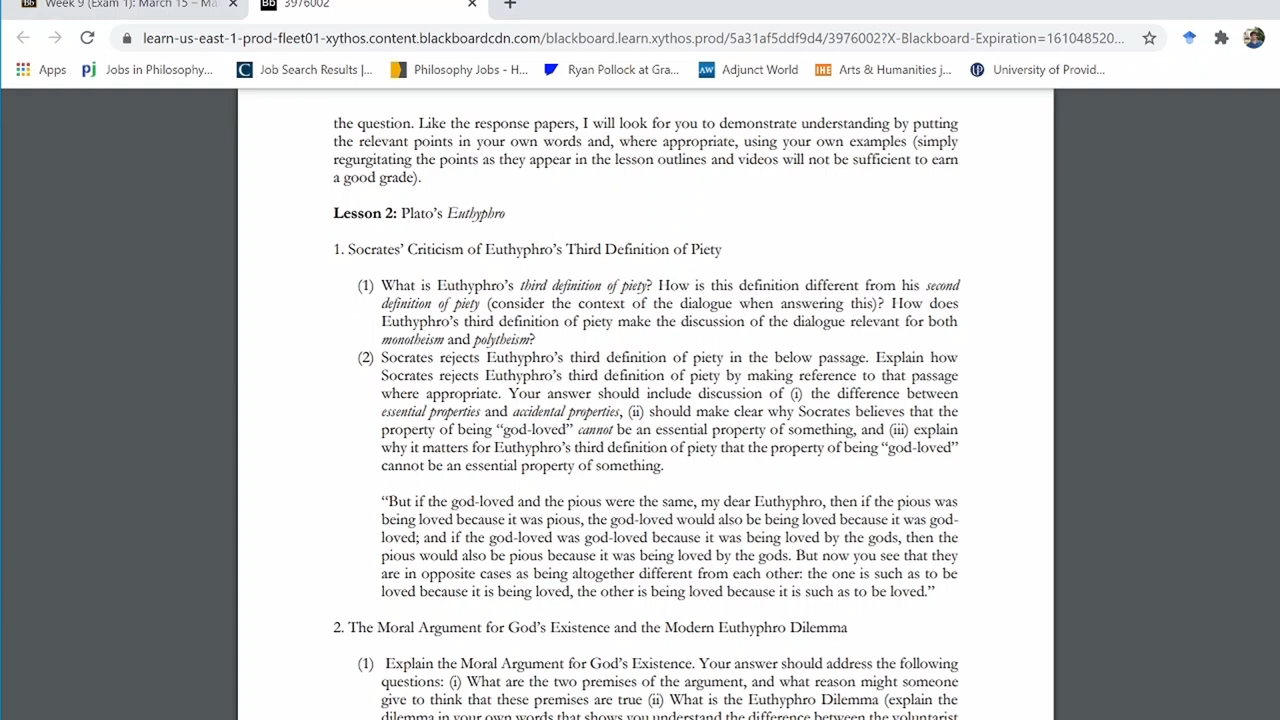 Week 9 (Exam 1): March 15 – Ma
3976002
learn-us-east-1-prod-fleet01-xythos.content.blackboardcdn.com/blackboard.learn.xythos.prod/5a31af5ddf9d4/3976002?X-Blackboard-Expiration=161048520...
Apps Jobs in Philosophy... Job Search Results |... Philosophy Jobs - H... Ryan Pollock at Gra... Adjunct World Arts & Humanities j... University of Provid...
the question. Like the response papers, I will look for you to demonstrate understanding by putting
the relevant points in your own words and, where appropriate, using your own examples (simply
regurgitating the points as they appear in the lesson outlines and videos will not be sufficient to earn
a good grade).
Lesson 2: Plato's Euthyphro
1. Socrates' Criticism of Euthyphro's Third Definition of Piety
(1) What is Euthyphro's third definition of piety? How is this definition different from his second
definition of piety (consider the context of the dialogue when answering this)? How does
Euthyphro's third definition of piety make the discussion of the dialogue relevant for both
monotheism and polytheism?
(2) Socrates rejects Euthyphro's third definition of piety in the below passage. Explain how
Socrates rejects Euthyphro's third definition of piety by making reference to that passage
where appropriate. Your answer should include discussion of (i) the difference between
essential properties and accidental properties, (ii) should make clear why Socrates believes that the
property of being "god-loved" cannot be an essential property of something, and (iii) explain
why it matters for Euthyphro's third definition of piety that the property of being "god-loved"
cannot be an essential property of something.
"But if the god-loved and the pious were the same, my dear Euthyphro, then if the pious was
being loved because it was pious, the god-loved would also be being loved because it was god-
loved; and if the god-loved was god-loved because it was being loved by the gods, then the
pious would also be pious because it was being loved by the gods. But now you see that they
are in opposite cases as being altogether different from each other: the one is such as to be
loved because it is being loved, the other is being loved because it is such as to be loved."
2. The Moral Argument for God's Existence and the Modern Euthyphro Dilemma
(1) Explain the Moral Argument for God's Existence. Your answer should address the following
questions: (i) What are the two premises of the argument, and what reason might someone
give to think that these premises are true (ii) What is the Euthyphro Dilemma (explain the
dilemma in your own words that shows you understand the difference between the voluntarist